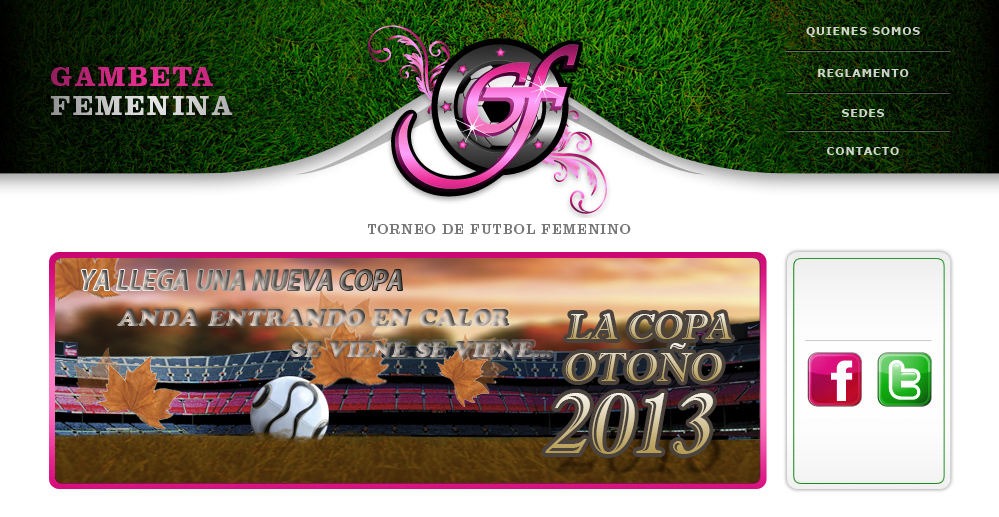 GAMBETA
FEMENINA
GF
QUIENES SOMOS
REGLAMENTO
SEDES
CONTACTO
TORNEO DE FUTBOL FEMENINO
YA LLEGA UNA NUEVA COPA
ANDA ENTRANDO EN CALOR
SE VIENE SE VIENE...
LA COPA
OTOÑO
2013
f
t